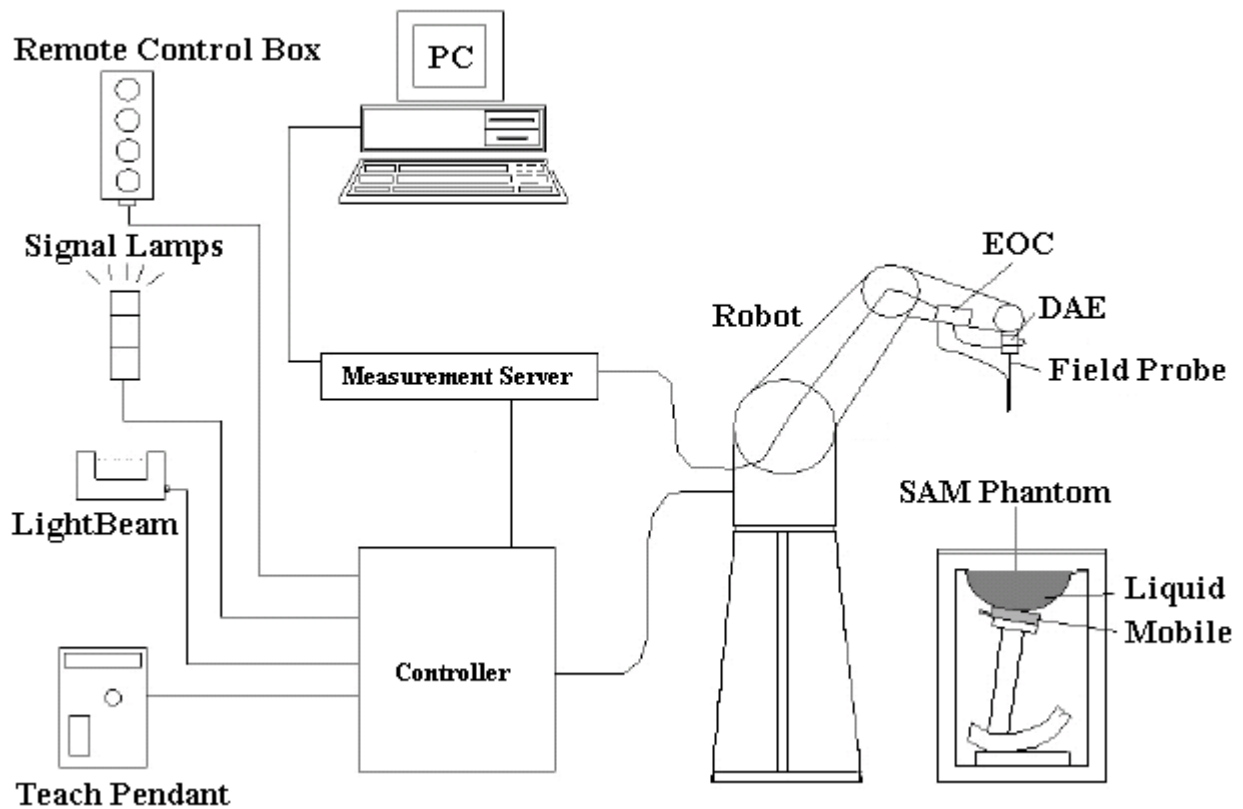 Remote Control Box
PC
Signal Lamps
EOC
Robot
DAE
Measurement Server
Field Probe
LightBeam
SAM Phantom
Liquid
Mobile
Controller
Teach Pendant